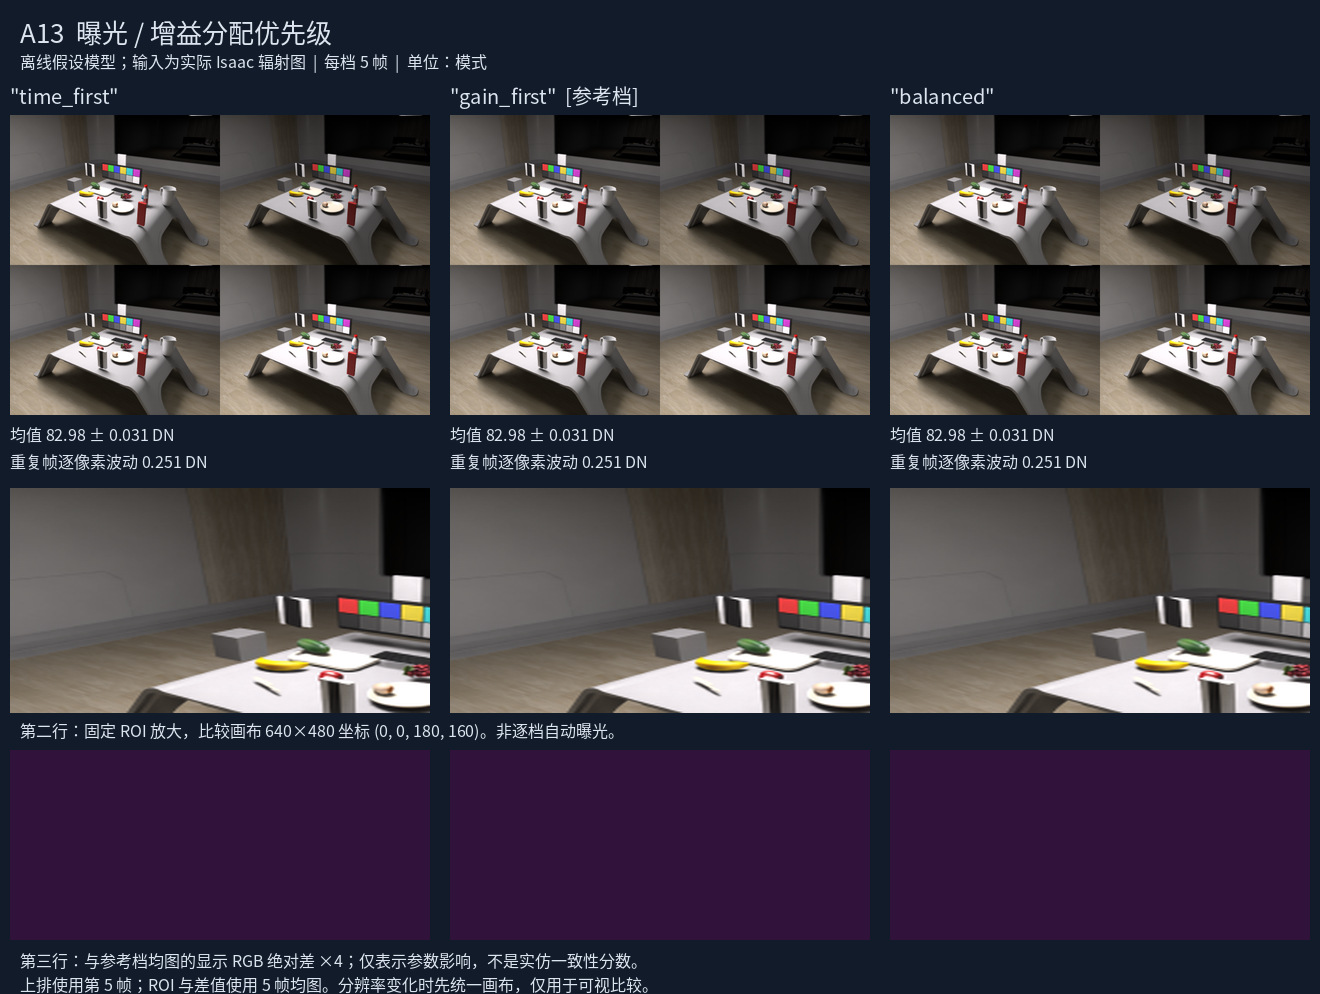 A13 曝光 / 增益分配优先级
离线假设模型；输入为实际 Isaac 辐射图 | 每档 5 帧 | 单位：模式
"time_first"
"gain_first" [参考档]
"balanced"
均值 82.98 ± 0.031 DN
重复帧逐像素波动 0.251 DN
均值 82.98 ± 0.031 DN
重复帧逐像素波动 0.251 DN
均值 82.98 ± 0.031 DN
重复帧逐像素波动 0.251 DN
第二行：固定 ROI 放大，比较画布 640×480 坐标 (0, 0, 180, 160)。非逐档自动曝光。
第三行：与参考档均图的显示 RGB 绝对差 ×4；仅表示参数影响，不是实仿一致性分数。
上排使用第 5 帧；ROI 与差值使用 5 帧均图。分辨率变化时先统一画布，仅用于可视比较。